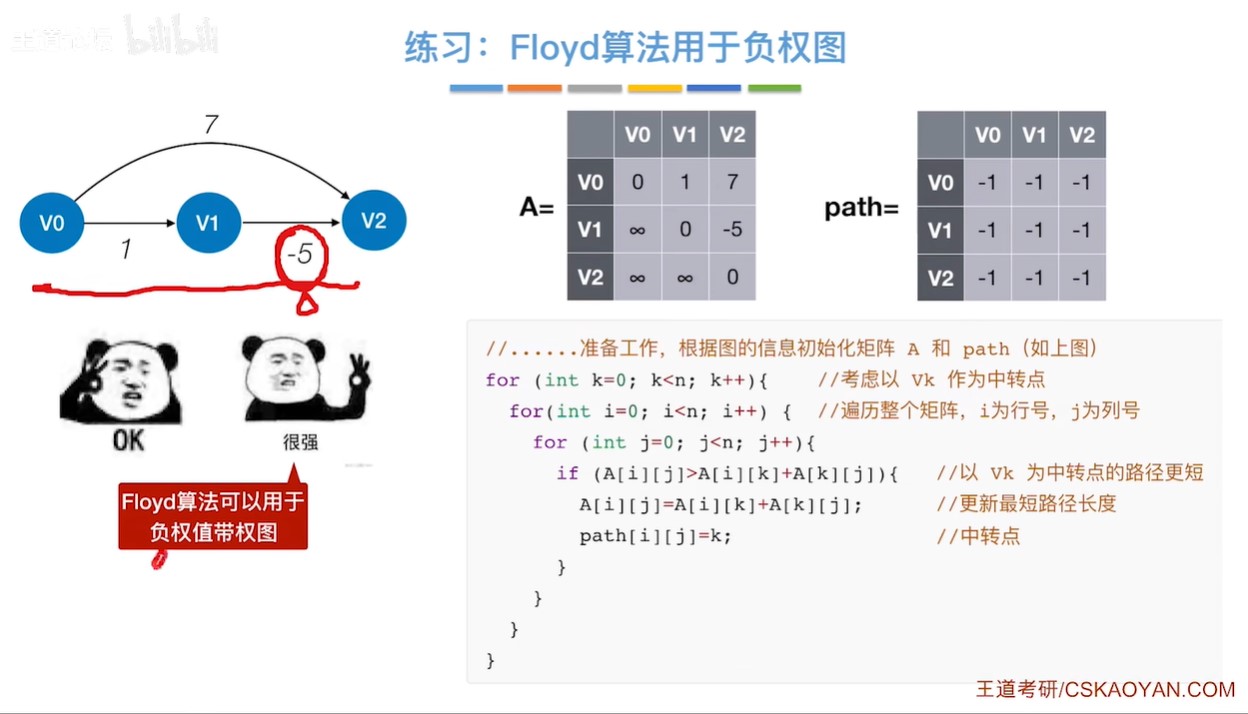 bilibili
练习：Floyd算法用于负权图
7
V0
V1
V2
1
-5
A=
V0 V1 V2
V0 0 1 7
V1 ∞ 0 -5
V2 ∞ ∞ 0
path=
V0 V1 V2
V0 -1 -1 -1
V1 -1 -1 -1
V2 -1 -1 -1
OK
很强
Floyd算法可以用于
负权值带权图
//......准备工作，根据图的信息初始化矩阵 A 和 path（如上图）
for (int k=0; k<n; k++){ //考虑以 Vk 作为中转点
for(int i=0; i<n; i++) { //遍历整个矩阵，i为行号，j为列号
for (int j=0; j<n; j++){
if (A[i][j]>A[i][k]+A[k][j]){ //以 Vk 为中转点的路径更短
A[i][j]=A[i][k]+A[k][j]; //更新最短路径长度
path[i][j]=k; //中转点
}
}
}
}
王道考研/CSKAOYAN.COM